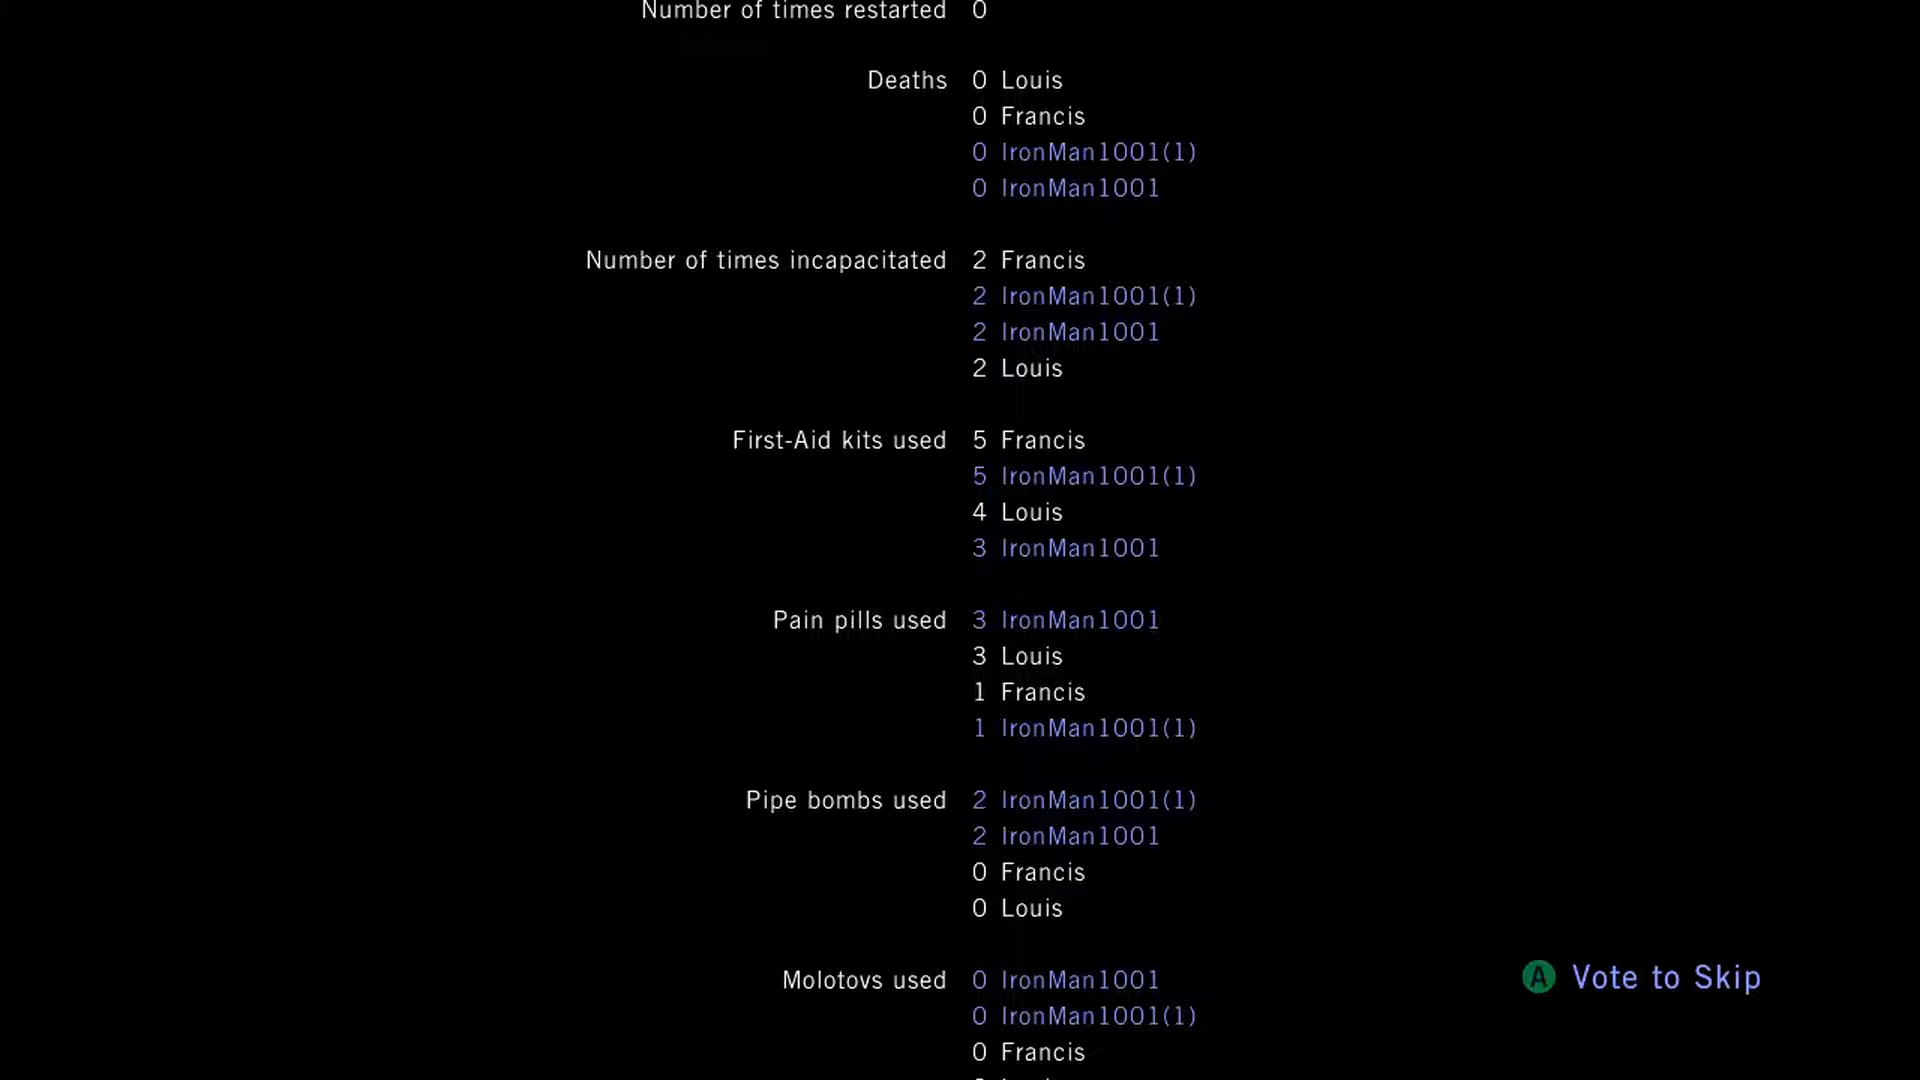 Number of times restarted 0
Deaths 0 Louis
0 Francis
0 IronMan1001(1)
0 IronMan1001
Number of times incapacitated 2 Francis
2 IronMan1001(1)
2 IronMan1001
2 Louis
First-Aid kits used 5 Francis
5 IronMan1001(1)
4 Louis
3 IronMan1001
Pain pills used 3 IronMan1001
3 Louis
1 Francis
1 IronMan1001(1)
Pipe bombs used 2 IronMan1001(1)
2 IronMan1001
0 Francis
0 Louis
Molotovs used 0 IronMan1001
A Vote to Skip
0 IronMan1001(1)
0 Francis